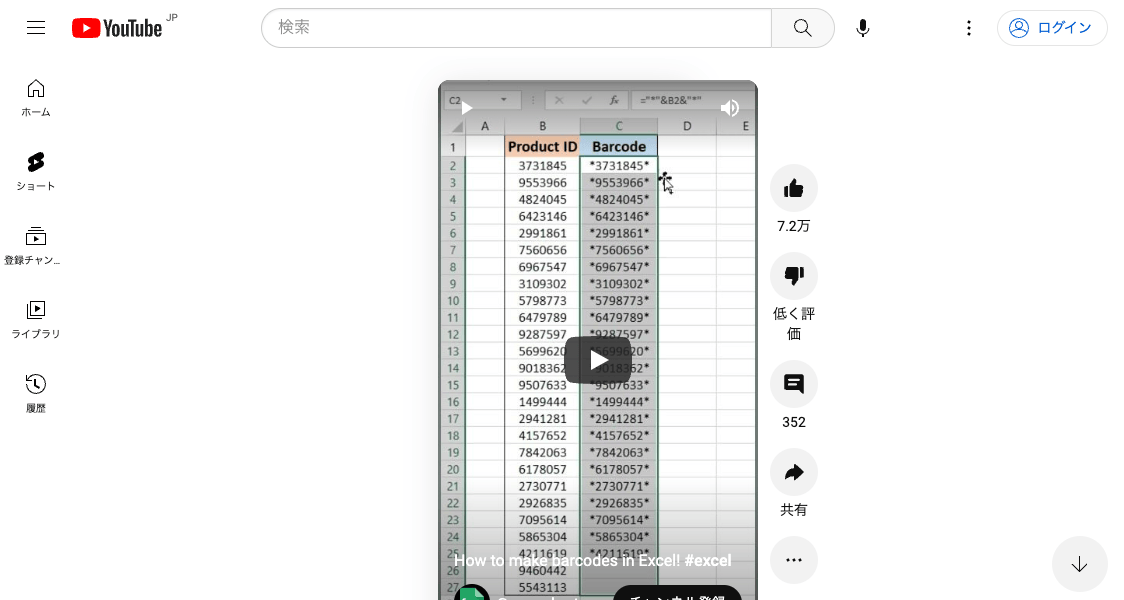 YouTube JP
検索
ログイン
ホーム
ショート
登録チャン...
ライブラリ
履歴
C2 fx ="*"&B2&"*"
A B C D E
1 Product ID Barcode
2 3731845 *3731845*
3 9553966 *9553966*
4 4824045 *4824045*
5 6423146 *6423146*
6 2991861 *2991861*
7 7560656 *7560656*
8 6967547 *6967547*
9 3109302 *3109302*
10 5798773 *5798773*
11 6479789 *6479789*
12 9287597 *9287597*
13 5699620 *5699620*
14 9018362 *9018362*
15 9507633 *9507633*
16 1499444 *1499444*
17 2941281 *2941281*
18 4157652 *4157652*
19 7842063 *7842063*
20 6178057 *6178057*
21 2730771 *2730771*
22 2926835 *2926835*
23 7095614 *7095614*
24 5865304 *5865304*
25 4211619 *4211619*
How to make barcodes in Excel! #excel
26 9460442
27 5543113
チャンネル登録
7.2万
低く評
価
352
共有